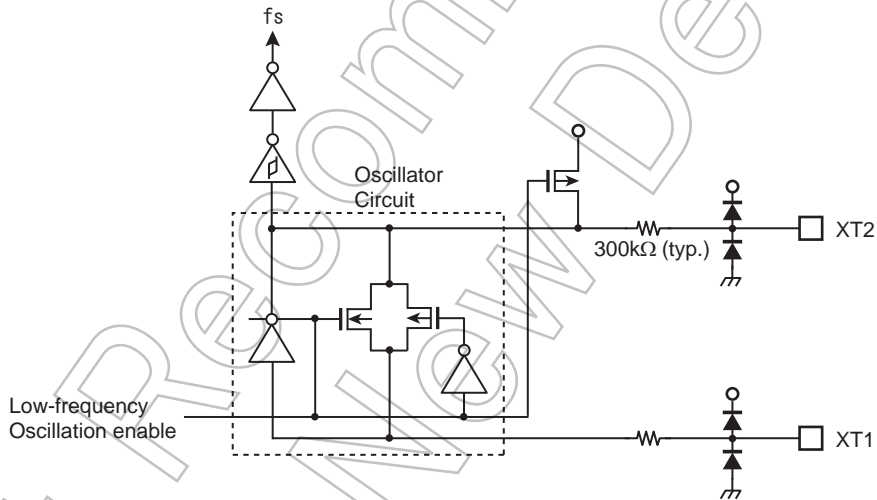 fs
Oscillator
Circuit
300kΩ (typ.)
XT2
Low-frequency
Oscillation enable
XT1